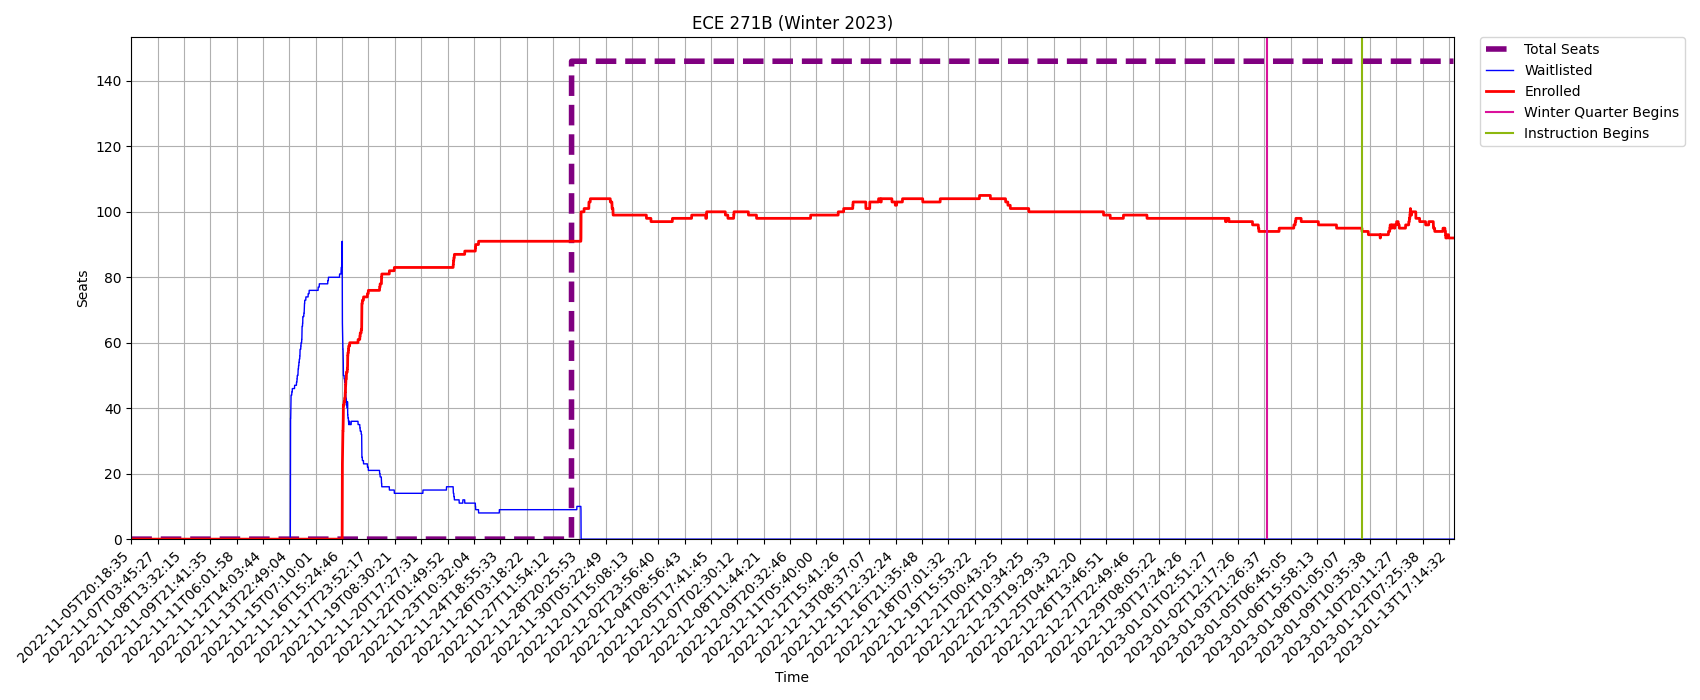 ECE 271B (Winter 2023)
Total Seats
Waitlisted
Enrolled
Winter Quarter Begins
Instruction Begins
Seats
140
120
100
80
60
40
20
0
2022-11-05T20:18:35
2022-11-07T03:45:27
2022-11-08T13:32:15
2022-11-09T21:41:35
2022-11-11T06:01:58
2022-11-12T14:03:44
2022-11-13T22:49:04
2022-11-15T07:10:01
2022-11-16T15:24:46
2022-11-17T23:52:17
2022-11-19T08:30:21
2022-11-20T17:27:31
2022-11-22T01:49:52
2022-11-23T10:32:04
2022-11-24T18:55:33
2022-11-26T03:18:22
2022-11-27T11:54:12
2022-11-28T20:25:53
2022-11-30T05:22:49
2022-12-01T15:08:13
2022-12-02T23:56:40
2022-12-04T08:56:43
2022-12-05T17:41:45
2022-12-07T02:30:12
2022-12-08T11:44:21
2022-12-09T20:32:46
2022-12-11T05:40:00
2022-12-12T15:41:26
2022-12-13T08:37:07
2022-12-15T12:32:24
2022-12-16T21:35:48
2022-12-18T07:01:32
2022-12-19T15:53:22
2022-12-21T00:43:25
2022-12-22T10:34:25
2022-12-23T19:29:33
2022-12-25T04:42:20
2022-12-26T13:46:51
2022-12-27T22:49:46
2022-12-29T08:05:22
2022-12-30T17:24:26
2023-01-01T02:51:27
2023-01-02T12:17:26
2023-01-03T21:26:37
2023-01-05T06:45:05
2023-01-06T15:58:13
2023-01-08T01:05:07
2023-01-09T10:35:38
2023-01-10T20:11:27
2023-01-12T07:25:38
2023-01-13T17:14:32
Time